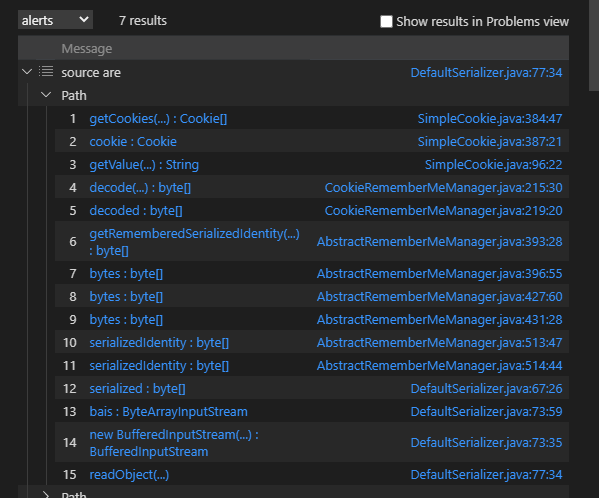 alerts 7 results Show results in Problems view
Message
source are DefaultSerializer.java:77:34
Path
1 getCookies(...) : Cookie[] SimpleCookie.java:384:47
2 cookie : Cookie SimpleCookie.java:387:21
3 getValue(...) : String SimpleCookie.java:96:22
4 decode(...) : byte[] CookieRememberMeManager.java:215:30
5 decoded : byte[] CookieRememberMeManager.java:219:20
6 getRememberedSerializedIdentity(...) : byte[] AbstractRememberMeManager.java:393:28
7 bytes : byte[] AbstractRememberMeManager.java:396:55
8 bytes : byte[] AbstractRememberMeManager.java:427:60
9 bytes : byte[] AbstractRememberMeManager.java:431:28
10 serializedIdentity : byte[] AbstractRememberMeManager.java:513:47
11 serializedIdentity : byte[] AbstractRememberMeManager.java:514:44
12 serialized : byte[] DefaultSerializer.java:67:26
13 bais : ByteArrayInputStream DefaultSerializer.java:73:59
14 new BufferedInputStream(...) : BufferedInputStream DefaultSerializer.java:73:35
15 readObject(...) DefaultSerializer.java:77:34
Path